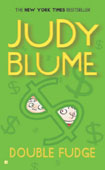 THE NEW YORK TIMES BESTSELLER
JUDY
BLUME
DOUBLE FUDGE